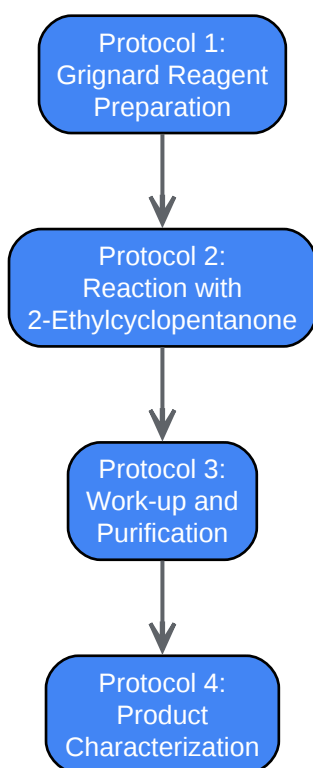 Protocol 1:
Grignard Reagent
Preparation
Protocol 2:
Reaction with
2-Ethylcyclopentanone
Protocol 3:
Work-up and
Purification
Protocol 4:
Product
Characterization